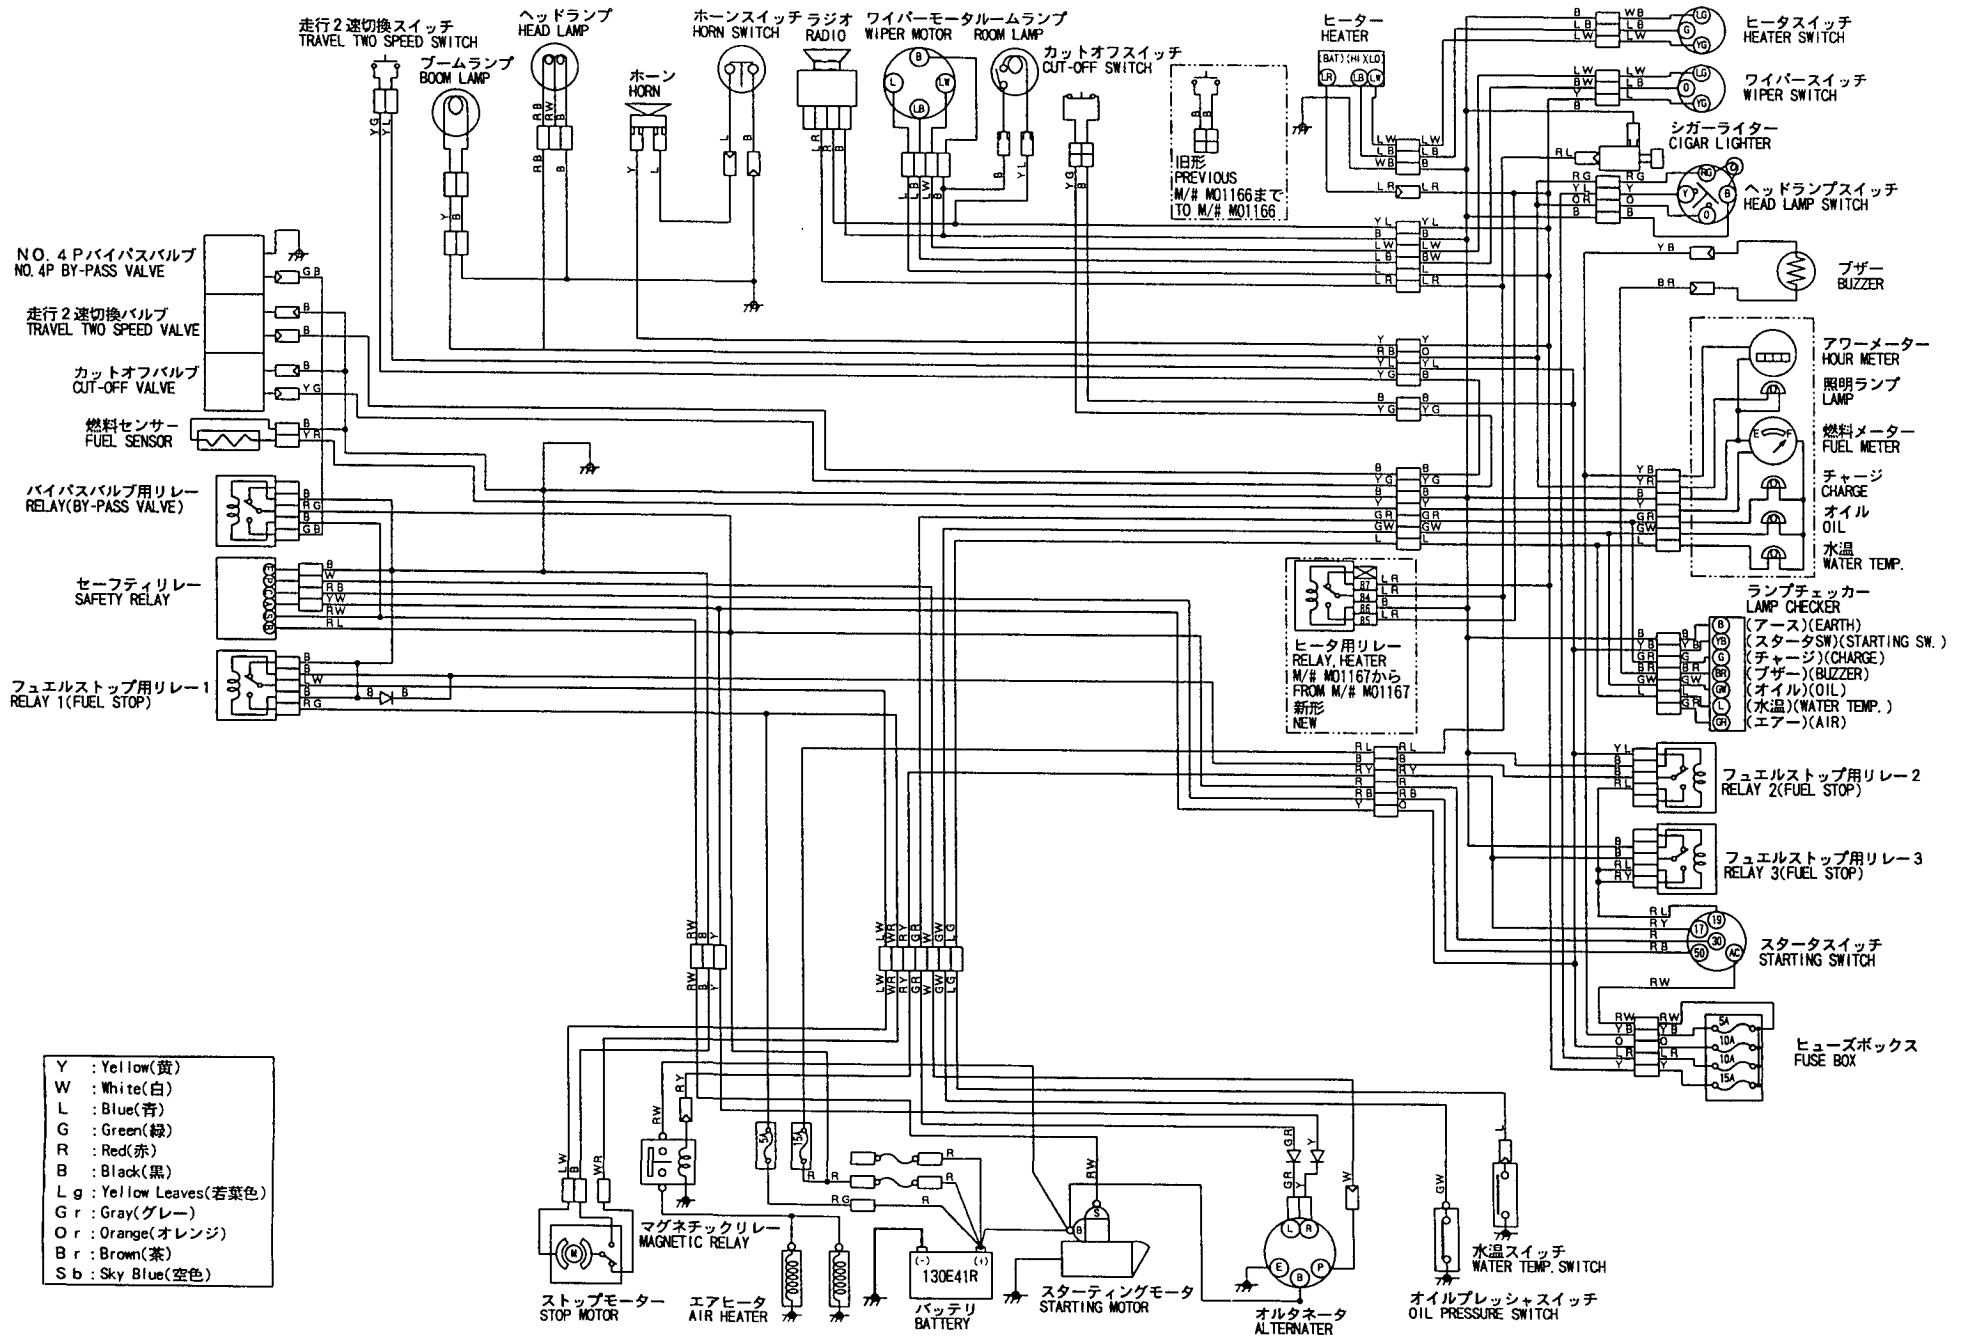 走行2速切換スイッチ
TRAVEL TWO SPEED SWITCH
ヘッドランプ
HEAD LAMP
ブームランプ
BOOM LAMP
ホーン
HORN
ホーンスイッチ
HORN SWITCH
ラジオ
RADIO
ワイパーモータ
WIPER MOTOR
ルームランプ
ROOM LAMP
カットオフスイッチ
CUT-OFF SWITCH
旧形
PREVIOUS
M/# M01166まで
TO M/# M01166
ヒーター
HEATER
(BAT)(HI)(LO)
ヒータスイッチ
HEATER SWITCH
ワイパースイッチ
WIPER SWITCH
シガーライター
CIGAR LIGHTER
ヘッドランプスイッチ
HEAD LAMP SWITCH
ブザー
BUZZER
アワーメーター
HOUR METER
照明ランプ
LAMP
燃料メーター
FUEL METER
チャージ
CHARGE
オイル
OIL
水温
WATER TEMP.
ランプチェッカー
LAMP CHECKER
(アース)(EARTH)
(スタータSW)(STARTING SW.)
(チャージ)(CHARGE)
(ブザー)(BUZZER)
(オイル)(OIL)
(水温)(WATER TEMP.)
(エアー)(AIR)
フュエルストップ用リレー2
RELAY 2(FUEL STOP)
フュエルストップ用リレー3
RELAY 3(FUEL STOP)
スタータスイッチ
STARTING SWITCH
19
17
30
50
AC
ヒューズボックス
FUSE BOX
5A
10A
10A
15A
NO.4Pバイパスバルブ
NO.4P BY-PASS VALVE
走行2速切換バルブ
TRAVEL TWO SPEED VALVE
カットオフバルブ
CUT-OFF VALVE
燃料センサー
FUEL SENSOR
バイパスバルブ用リレー
RELAY(BY-PASS VALVE)
セーフティリレー
SAFETY RELAY
フュエルストップ用リレー1
RELAY 1(FUEL STOP)
ヒータ用リレー
RELAY, HEATER
M/# M01167から
FROM M/# M01167
新形
NEW
Y :Yellow(黄)
W :White(白)
L :Blue(青)
G :Green(緑)
R :Red(赤)
B :Black(黒)
Lg:Yellow Leaves(若葉色)
Gr:Gray(グレー)
Or:Orange(オレンジ)
Br:Brown(茶)
Sb:Sky Blue(空色)
ストップモーター
STOP MOTOR
マグネチックリレー
MAGNETIC RELAY
エアヒータ
AIR HEATER
5A
15A
130E41R
(-)
(+)
バッテリ
BATTERY
スターティングモータ
STARTING MOTOR
オルタネータ
ALTERNATER
オイルプレッシャスイッチ
OIL PRESSURE SWITCH
水温スイッチ
WATER TEMP. SWITCH